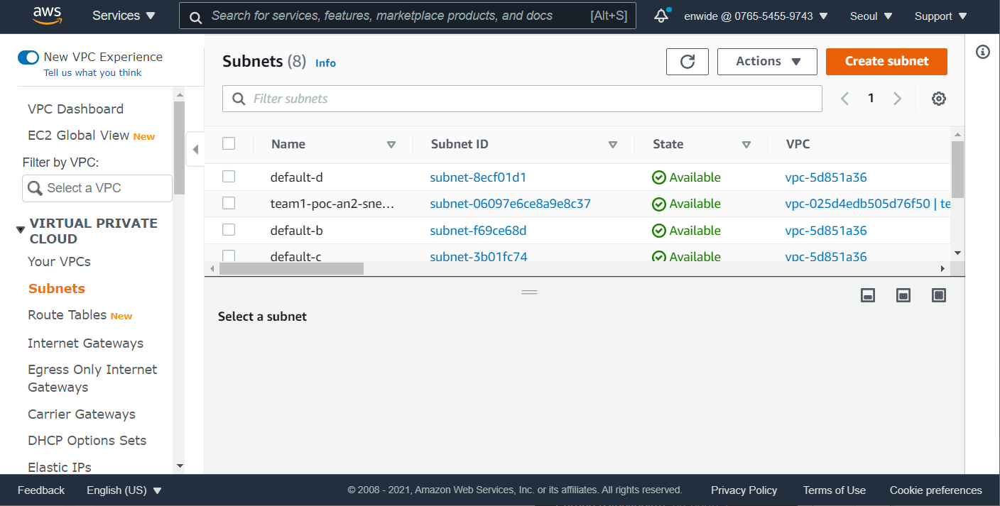 aws
Services
Search for services, features, marketplace products, and docs [Alt+S]
enwide @ 0765-5455-9743
Seoul
Support
New VPC Experience
Tell us what you think
VPC Dashboard
EC2 Global View New
Filter by VPC:
Select a VPC
VIRTUAL PRIVATE
CLOUD
Your VPCs
Subnets
Route Tables New
Internet Gateways
Egress Only Internet
Gateways
Carrier Gateways
DHCP Options Sets
Elastic IPs
Subnets (8) Info
Actions
Create subnet
Filter subnets
1
Name Subnet ID State VPC
default-d subnet-8ecf01d1 Available vpc-5d851a36
team1-poc-an2-sne... subnet-06097e6ce8a9e8c37 Available vpc-025d4edb505d76f50 | te
default-b subnet-f69ce68d Available vpc-5d851a36
default-c subnet-3b01fc74 Available vpc-5d851a36
Select a subnet
Feedback
English (US)
© 2008 - 2021, Amazon Web Services, Inc. or its affiliates. All rights reserved.
Privacy Policy
Terms of Use
Cookie preferences